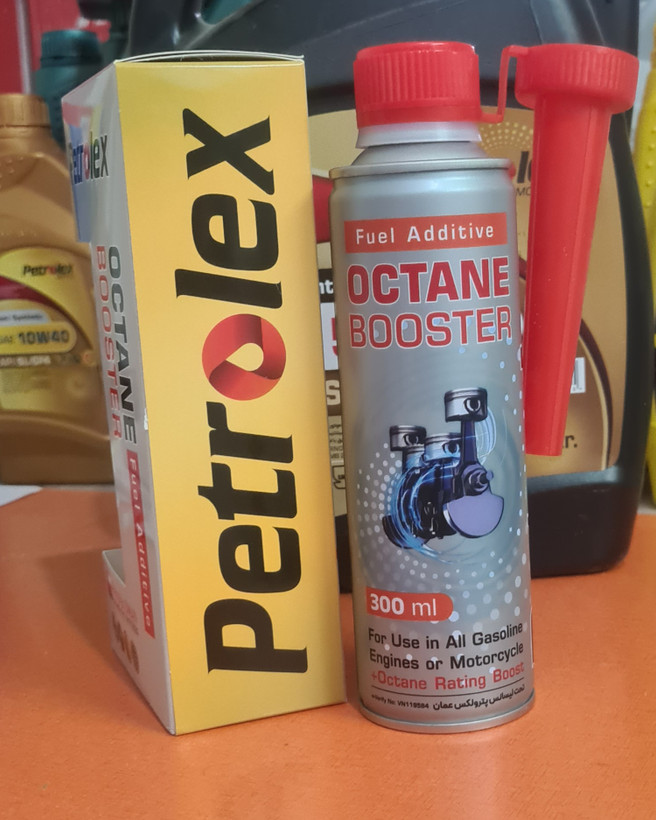 Petrolex
OCTANE
BOOSTER
Fuel Additive
Petrolex
Fuel Additive
OCTANE
BOOSTER
300 ml
For Use in All Gasoline
Engines or Motorcycle
+Octane Rating Boost
تحت لیسانس پترولکس عمان
Petrolex
10W40